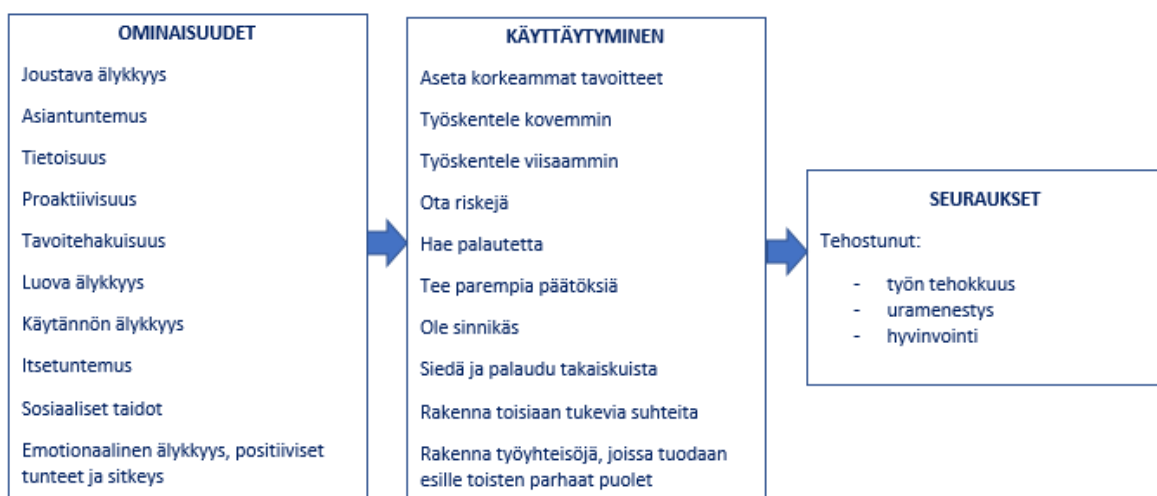 OMINAISUUDET
Joustava älykkyys
Asiantuntemus
Tietoisuus
Proaktiivisuus
Tavoitehakuisuus
Luova älykkyys
Käytännön älykkyys
Itsetuntemus
Sosiaaliset taidot
Emotionaalinen älykkyys, positiiviset
tunteet ja sitkeys
KÄYTTÄYTYMINEN
Aseta korkeammat tavoitteet
Työskentele kovemmin
Työskentele viisaammin
Ota riskejä
Hae palautetta
Tee parempia päätöksiä
Ole sinnikäs
Siedä ja palaudu takaiskuista
Rakenna toisiaan tukevia suhteita
Rakenna työyhteisöjä, joissa tuodaan
esille toisten parhaat puolet
SEURAUKSET
Tehostunut:
- työn tehokkuus
- uramenestys
- hyvinvointi